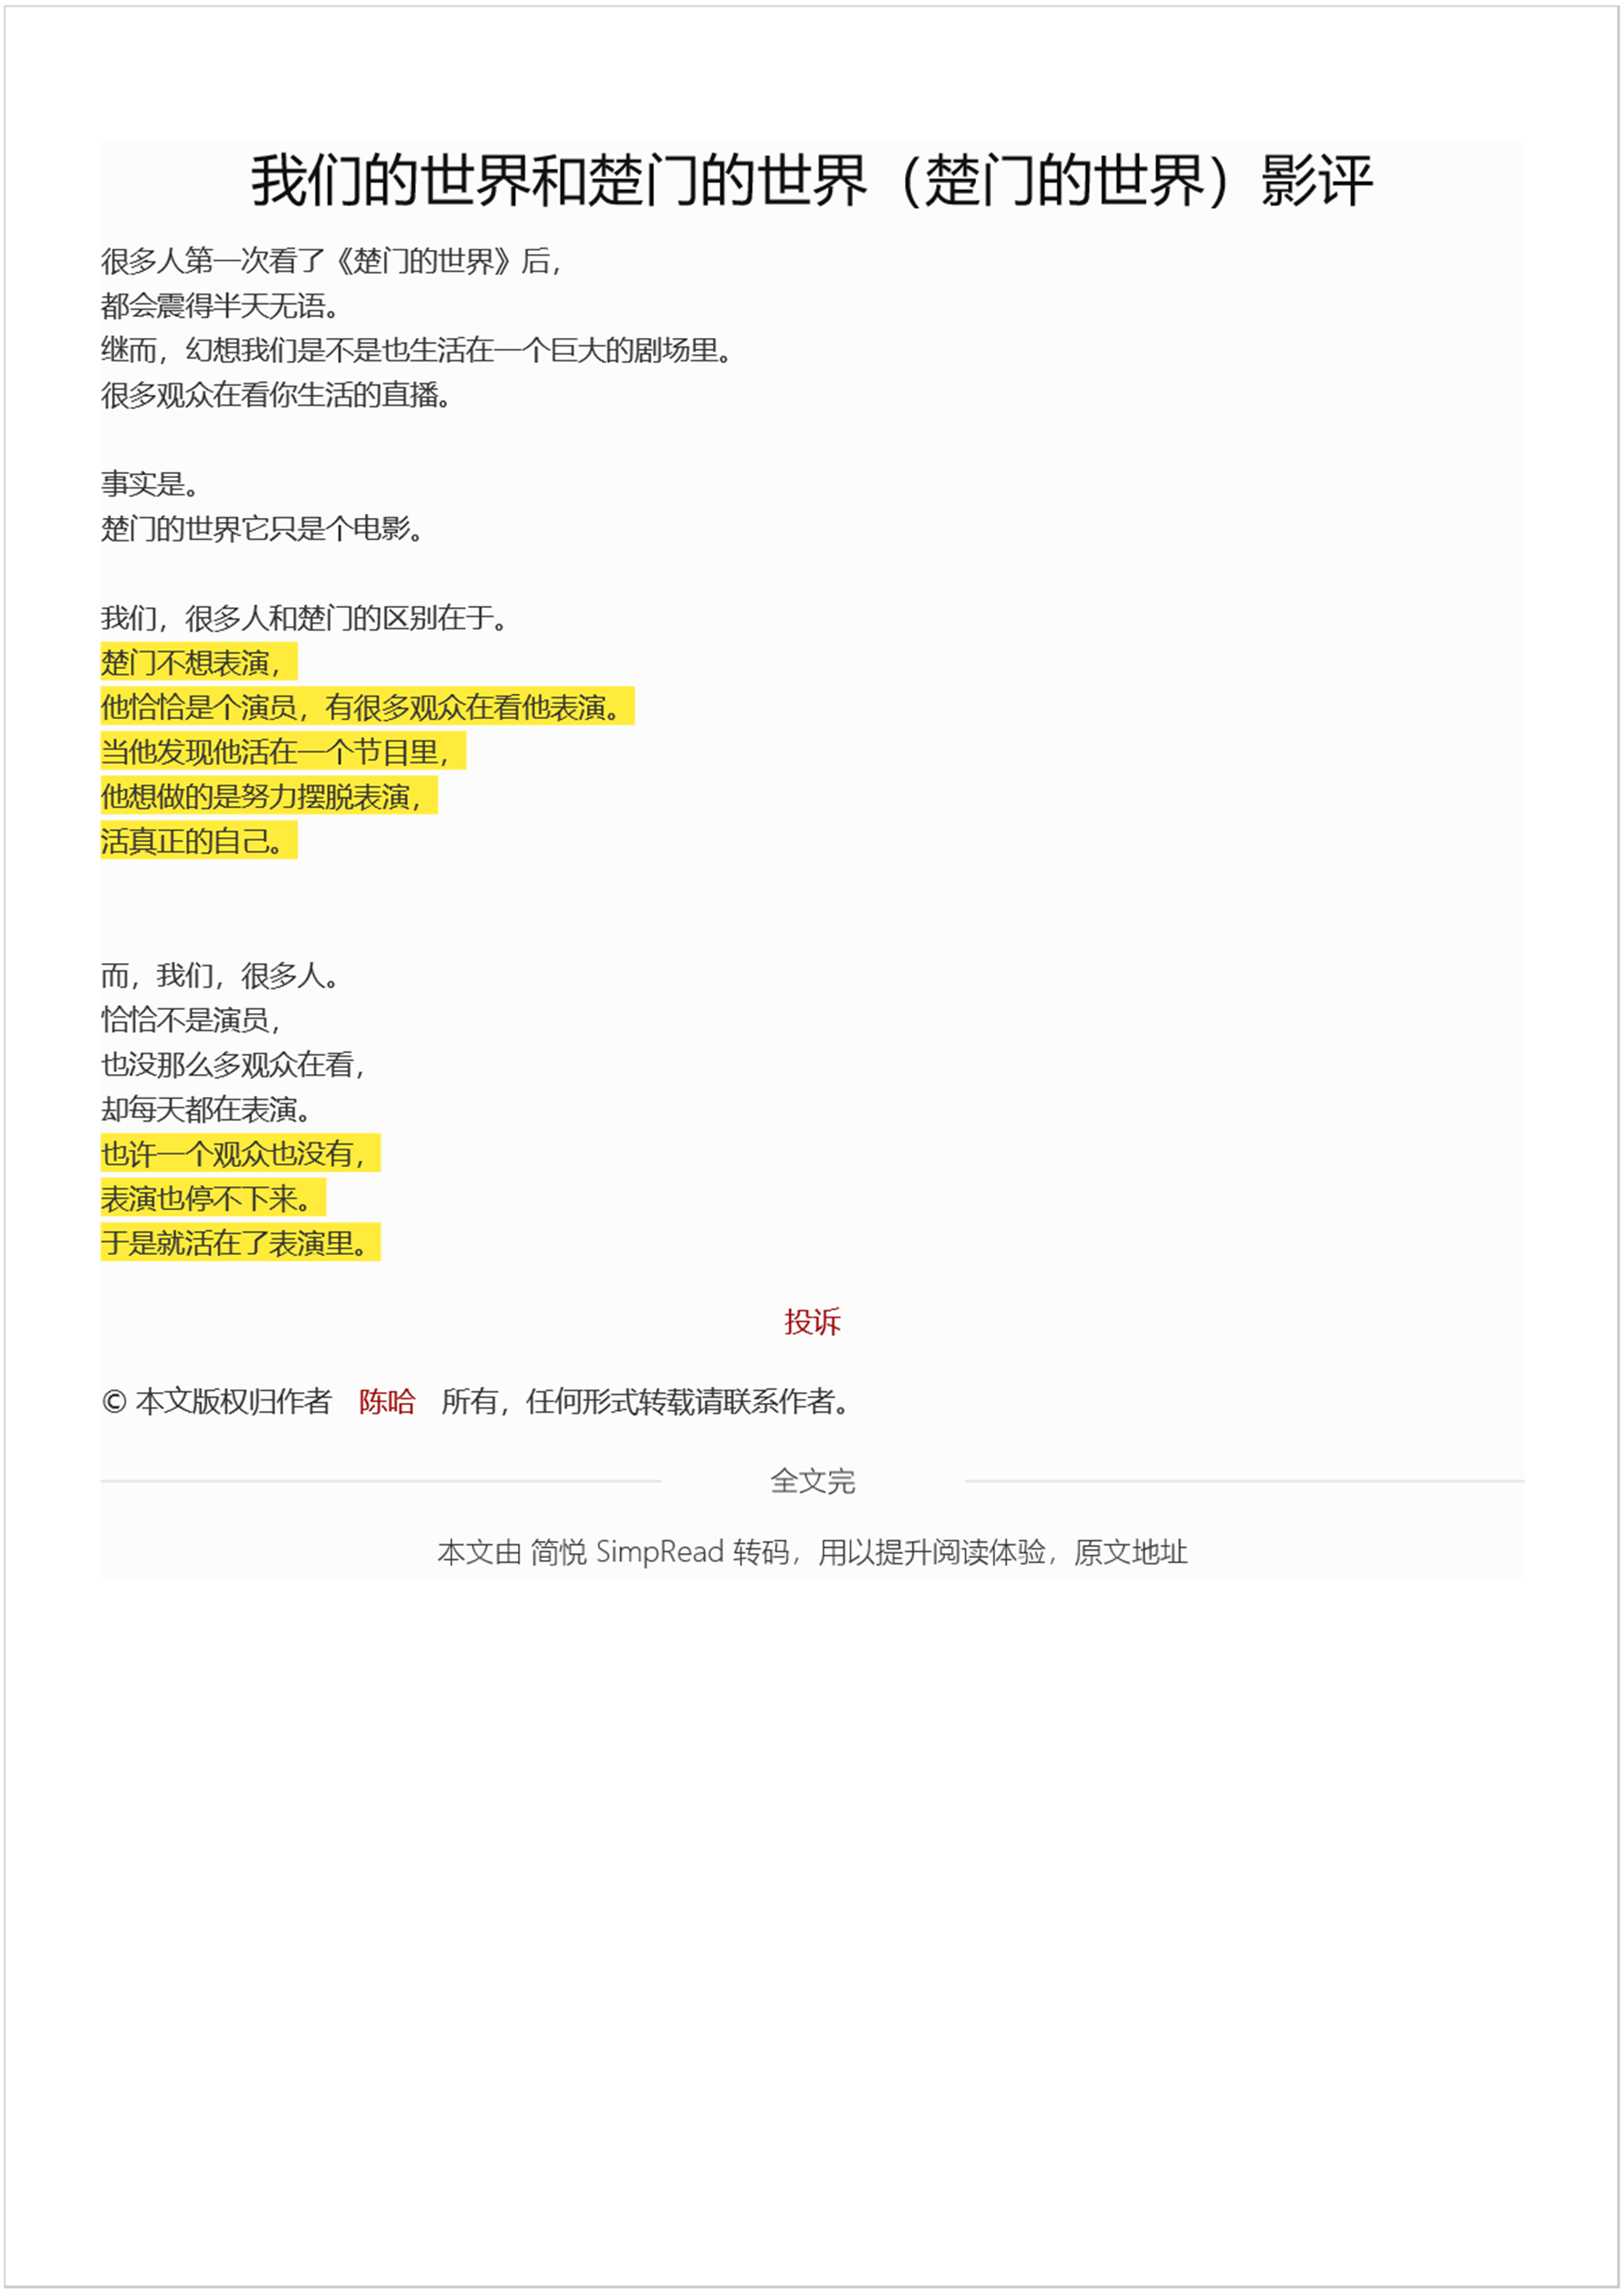 我们的世界和楚门的世界（楚门的世界）影评
很多人第一次看了《楚门的世界》后，
都会震得半天无语。
继而，幻想我们是不是也生活在一个巨大的剧场里。
很多观众在看你生活的直播。
事实是。
楚门的世界它只是个电影。
我们，很多人和楚门的区别在于。
楚门不想表演，
他恰恰是个演员，有很多观众在看他表演。
当他发现他活在一个节目里，
他想做的是努力摆脱表演，
活真正的自己。
而，我们，很多人。
恰恰不是演员，
也没那么多观众在看，
却每天都在表演。
也许一个观众也没有，
表演也停不下来。
于是就活在了表演里。
投诉
© 本文版权归作者 陈哈 所有，任何形式转载请联系作者。
全文完
本文由 简悦 SimpRead 转码，用以提升阅读体验，原文地址